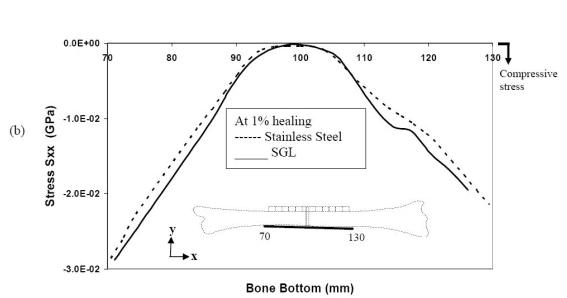 0.0E+00
70 80 90 100 110 120 130
Compressive
stress
(b)
Stress Sxx (GPa)
-1.0E-02
At 1% healing
Stainless Steel
SGL
-2.0E-02
70 130
y
x
-3.0E-02
Bone Bottom (mm)